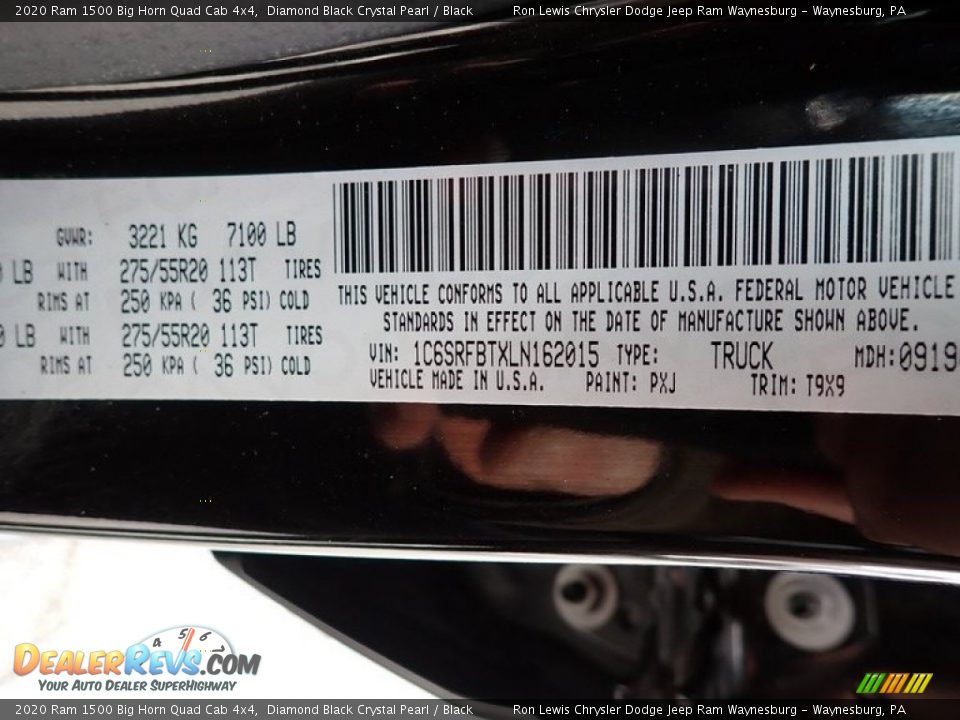 2020 Ram 1500 Big Horn Quad Cab 4x4, Diamond Black Crystal Pearl / Black Ron Lewis Chrysler Dodge Jeep Ram Waynesburg - Waynesburg, PA
GVWR: 3221 KG 7100 LB
LB WITH 275/55R20 113T TIRES
RIMS AT 250 KPA ( 36 PSI) COLD
LB WITH 275/55R20 113T TIRES
RIMS AT 250 KPA ( 36 PSI) COLD
THIS VEHICLE CONFORMS TO ALL APPLICABLE U.S.A. FEDERAL MOTOR VEHICLE
STANDARDS IN EFFECT ON THE DATE OF MANUFACTURE SHOWN ABOVE.
VIN: 1C6SRFBTXLN162015 TYPE: TRUCK MDH: 0919
VEHICLE MADE IN U.S.A. PAINT: PXJ TRIM: T9X9
4 5 6
DEALERREVS.COM
YOUR AUTO DEALER SUPERHIGHWAY
2020 Ram 1500 Big Horn Quad Cab 4x4, Diamond Black Crystal Pearl / Black Ron Lewis Chrysler Dodge Jeep Ram Waynesburg - Waynesburg, PA